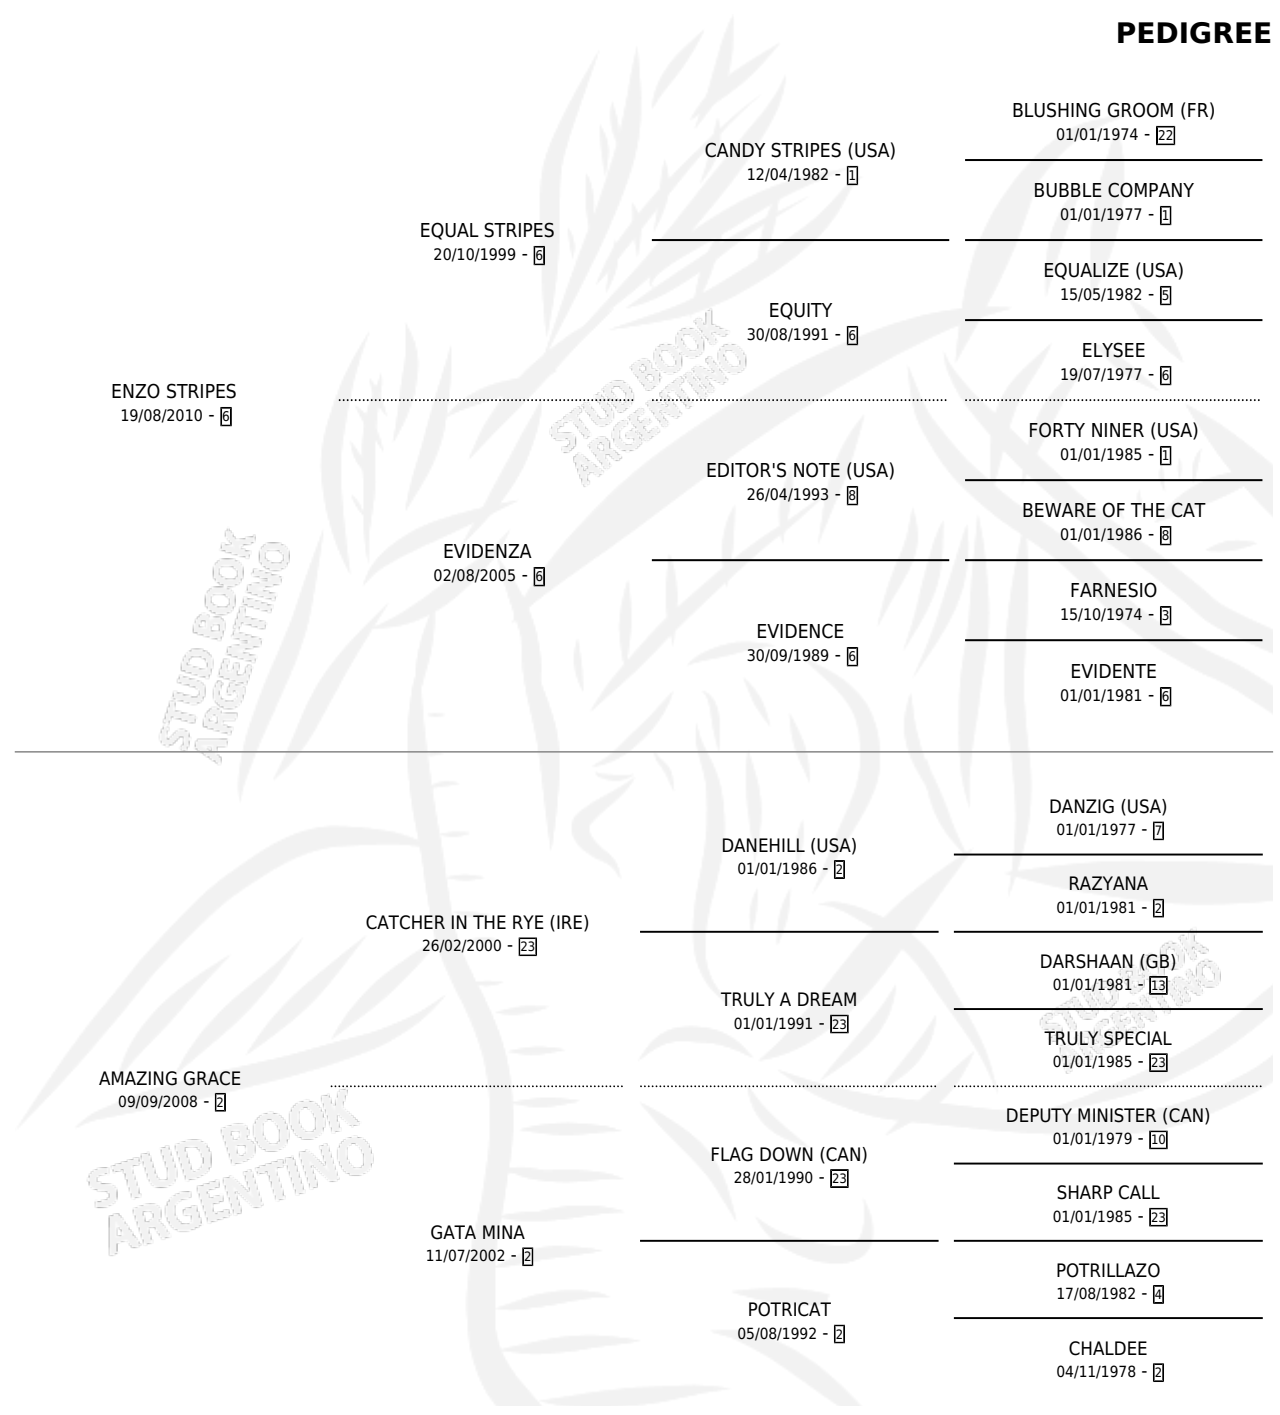 PEDIGREE
BLUSHING GROOM (FR)
01/01/1974 - 22
CANDY STRIPES (USA)
12/04/1982 - 1
BUBBLE COMPANY
01/01/1977 - 1
EQUAL STRIPES
20/10/1999 - 6
EQUALIZE (USA)
15/05/1982 - 5
EQUITY
30/08/1991 - 6
ELYSEE
19/07/1977 - 6
ENZO STRIPES
19/08/2010 - 6
FORTY NINER (USA)
01/01/1985 - 1
EDITOR'S NOTE (USA)
26/04/1993 - 8
BEWARE OF THE CAT
01/01/1986 - 8
EVIDENZA
02/08/2005 - 6
FARNESIO
15/10/1974 - 3
EVIDENCE
30/09/1989 - 6
EVIDENTE
01/01/1981 - 6
DANZIG (USA)
01/01/1977 - 7
DANEHILL (USA)
01/01/1986 - 2
RAZYANA
01/01/1981 - 2
CATCHER IN THE RYE (IRE)
26/02/2000 - 23
DARSHAAN (GB)
01/01/1981 - 13
TRULY A DREAM
01/01/1991 - 23
TRULY SPECIAL
01/01/1985 - 23
AMAZING GRACE
09/09/2008 - 2
DEPUTY MINISTER (CAN)
01/01/1979 - 10
FLAG DOWN (CAN)
28/01/1990 - 23
SHARP CALL
01/01/1985 - 23
GATA MINA
11/07/2002 - 2
POTRILLAZO
17/08/1982 - 4
POTRICAT
05/08/1992 - 2
CHALDEE
04/11/1978 - 2
STUD BOOK
ARGENTINO
STUD BOOK
ARGENTINO
STUD BOOK
ARGENTINO
STUD BOOK
ARGENTINO